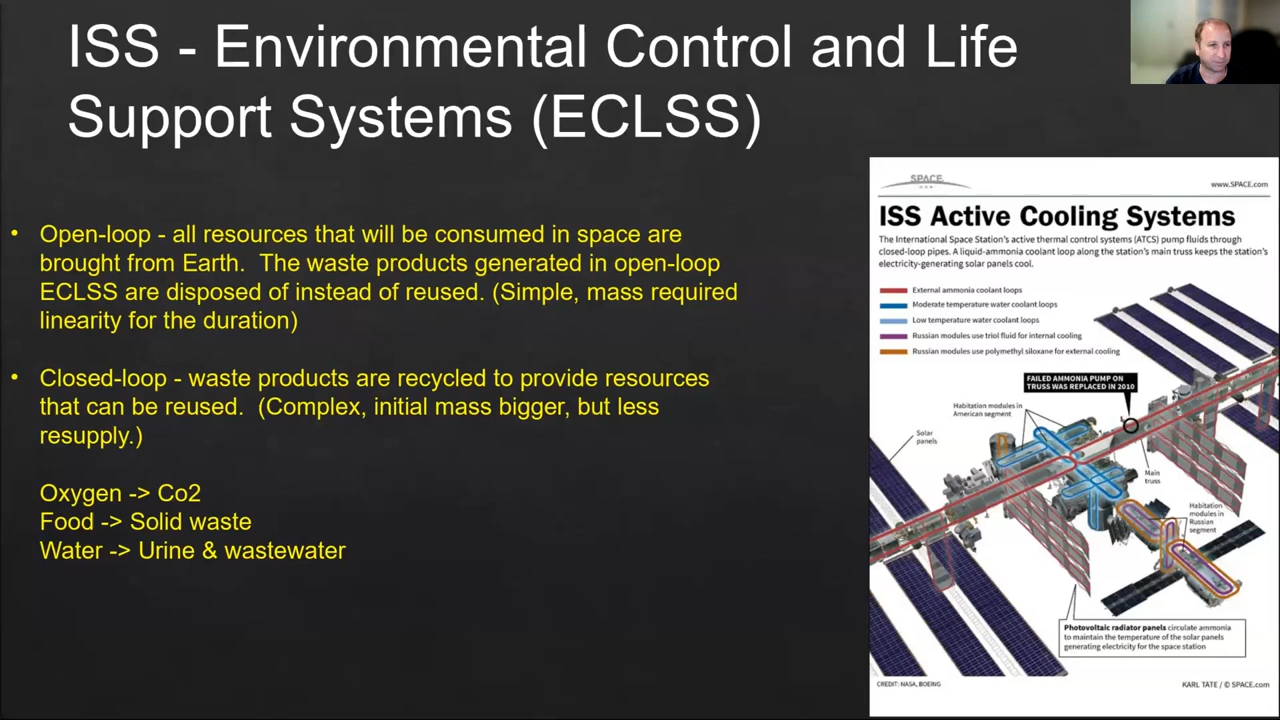 ISS - Environmental Control and Life
Support Systems (ECLSS)
• Open-loop - all resources that will be consumed in space are
brought from Earth.  The waste products generated in open-loop
ECLSS are disposed of instead of reused. (Simple, mass required
linearity for the duration)
• Closed-loop - waste products are recycled to provide resources
that can be reused.  (Complex, initial mass bigger, but less
resupply.)
Oxygen -> Co2
Food -> Solid waste
Water -> Urine & wastewater
SPACE
www.SPACE.com
ISS Active Cooling Systems
The International Space Station's active thermal control systems (ATCS) pump fluids through
closed-loop pipes. A liquid-ammonia coolant loop along the station's main truss keeps the station's
electricity-generating solar panels cool.
External ammonia coolant loops
Moderate temperature water coolant loops
Low temperature water coolant loops
Russian modules use triol fluid for internal cooling
Russian modules use polymethyl siloxane for external cooling
FAILED AMMONIA PUMP ON
TRUSS WAS REPLACED IN 2010
Habitation modules in
American segment
Solar
panels
Main
truss
Habitation
modules in
Russian
segment
Photovoltaic radiator panels circulate ammonia
to maintain the temperature of the solar panels
generating electricity for the space station
CREDIT: NASA, BOEING
KARL TATE / © SPACE.com